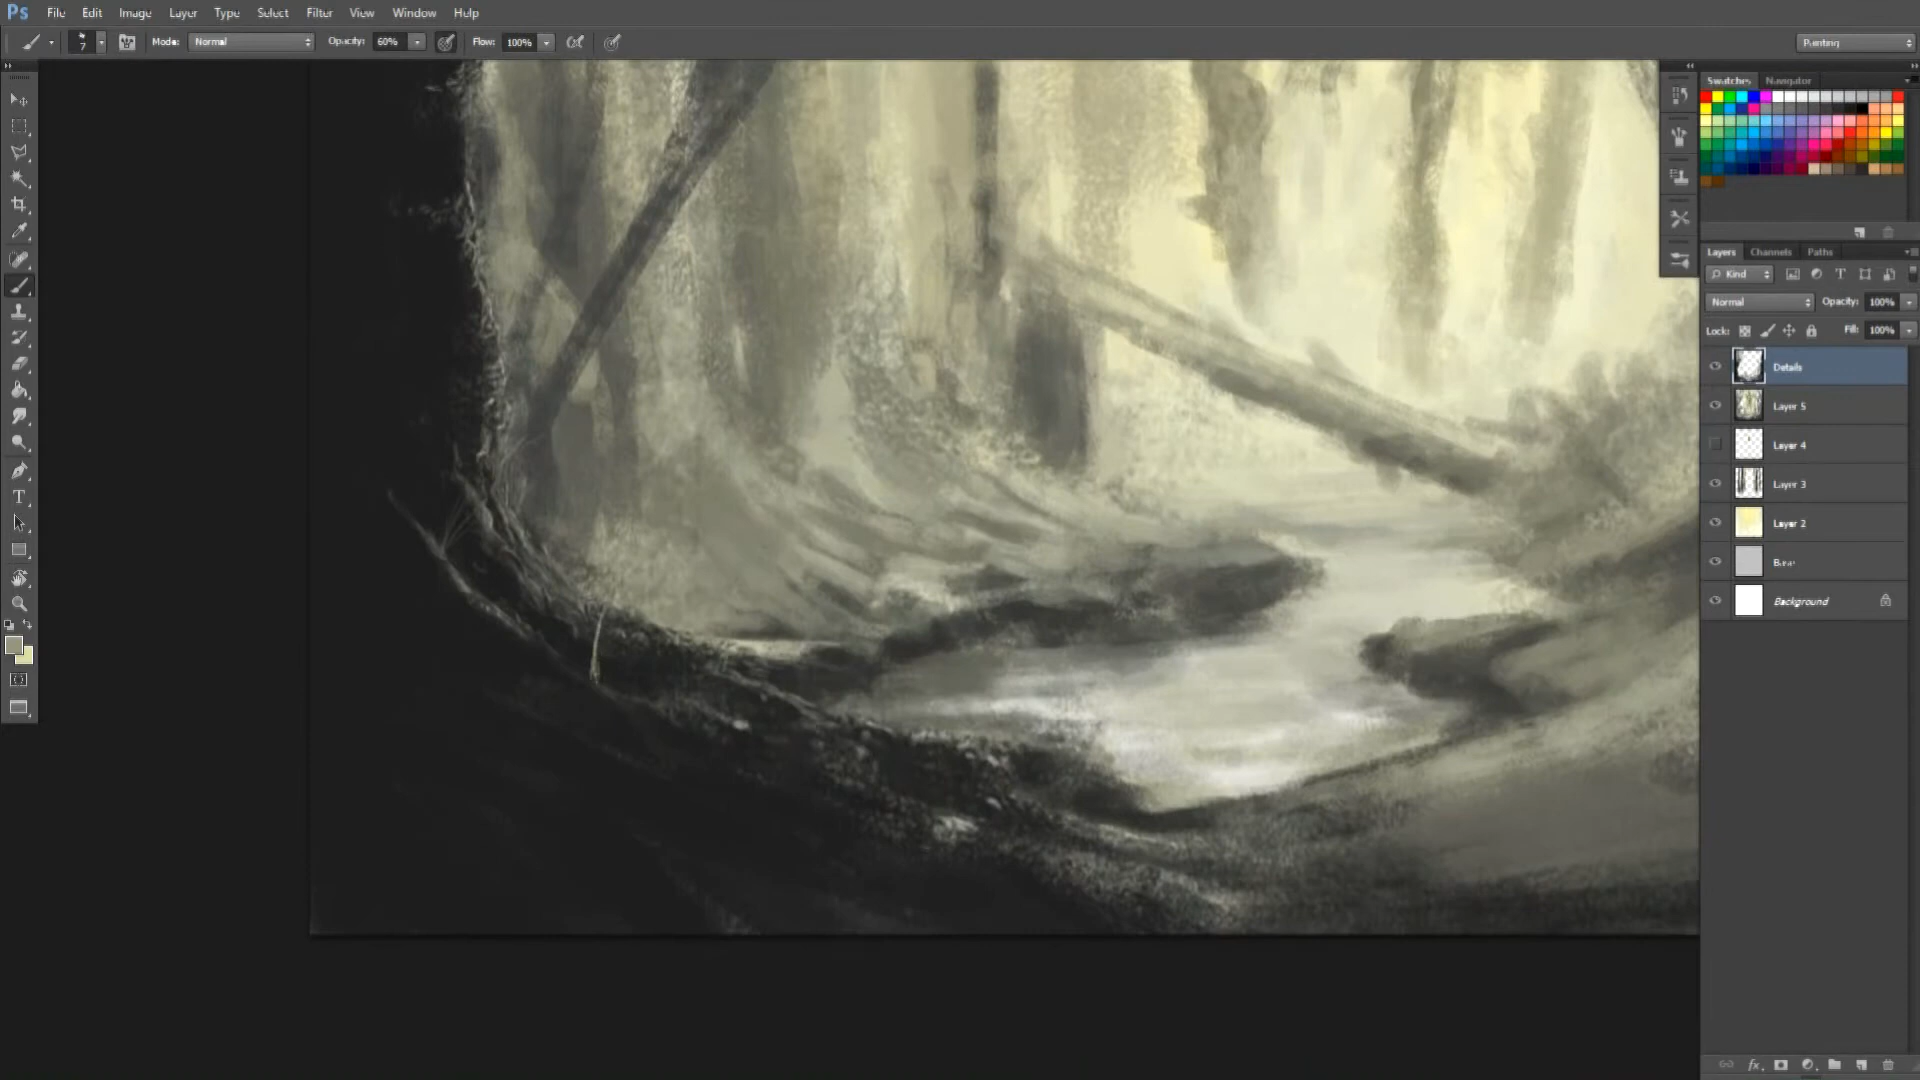 Ps File Edit Image Layer Type Select Filter View Window Help
7 Mode: Normal Opacity: 60% Flow: 100% Painting
Swatches Navigator
Layers Channels Paths
Kind
Normal Opacity: 100%
Lock: Fill: 100%
Details
Layer 5
Layer 4
Layer 3
Layer 2
Base
Background